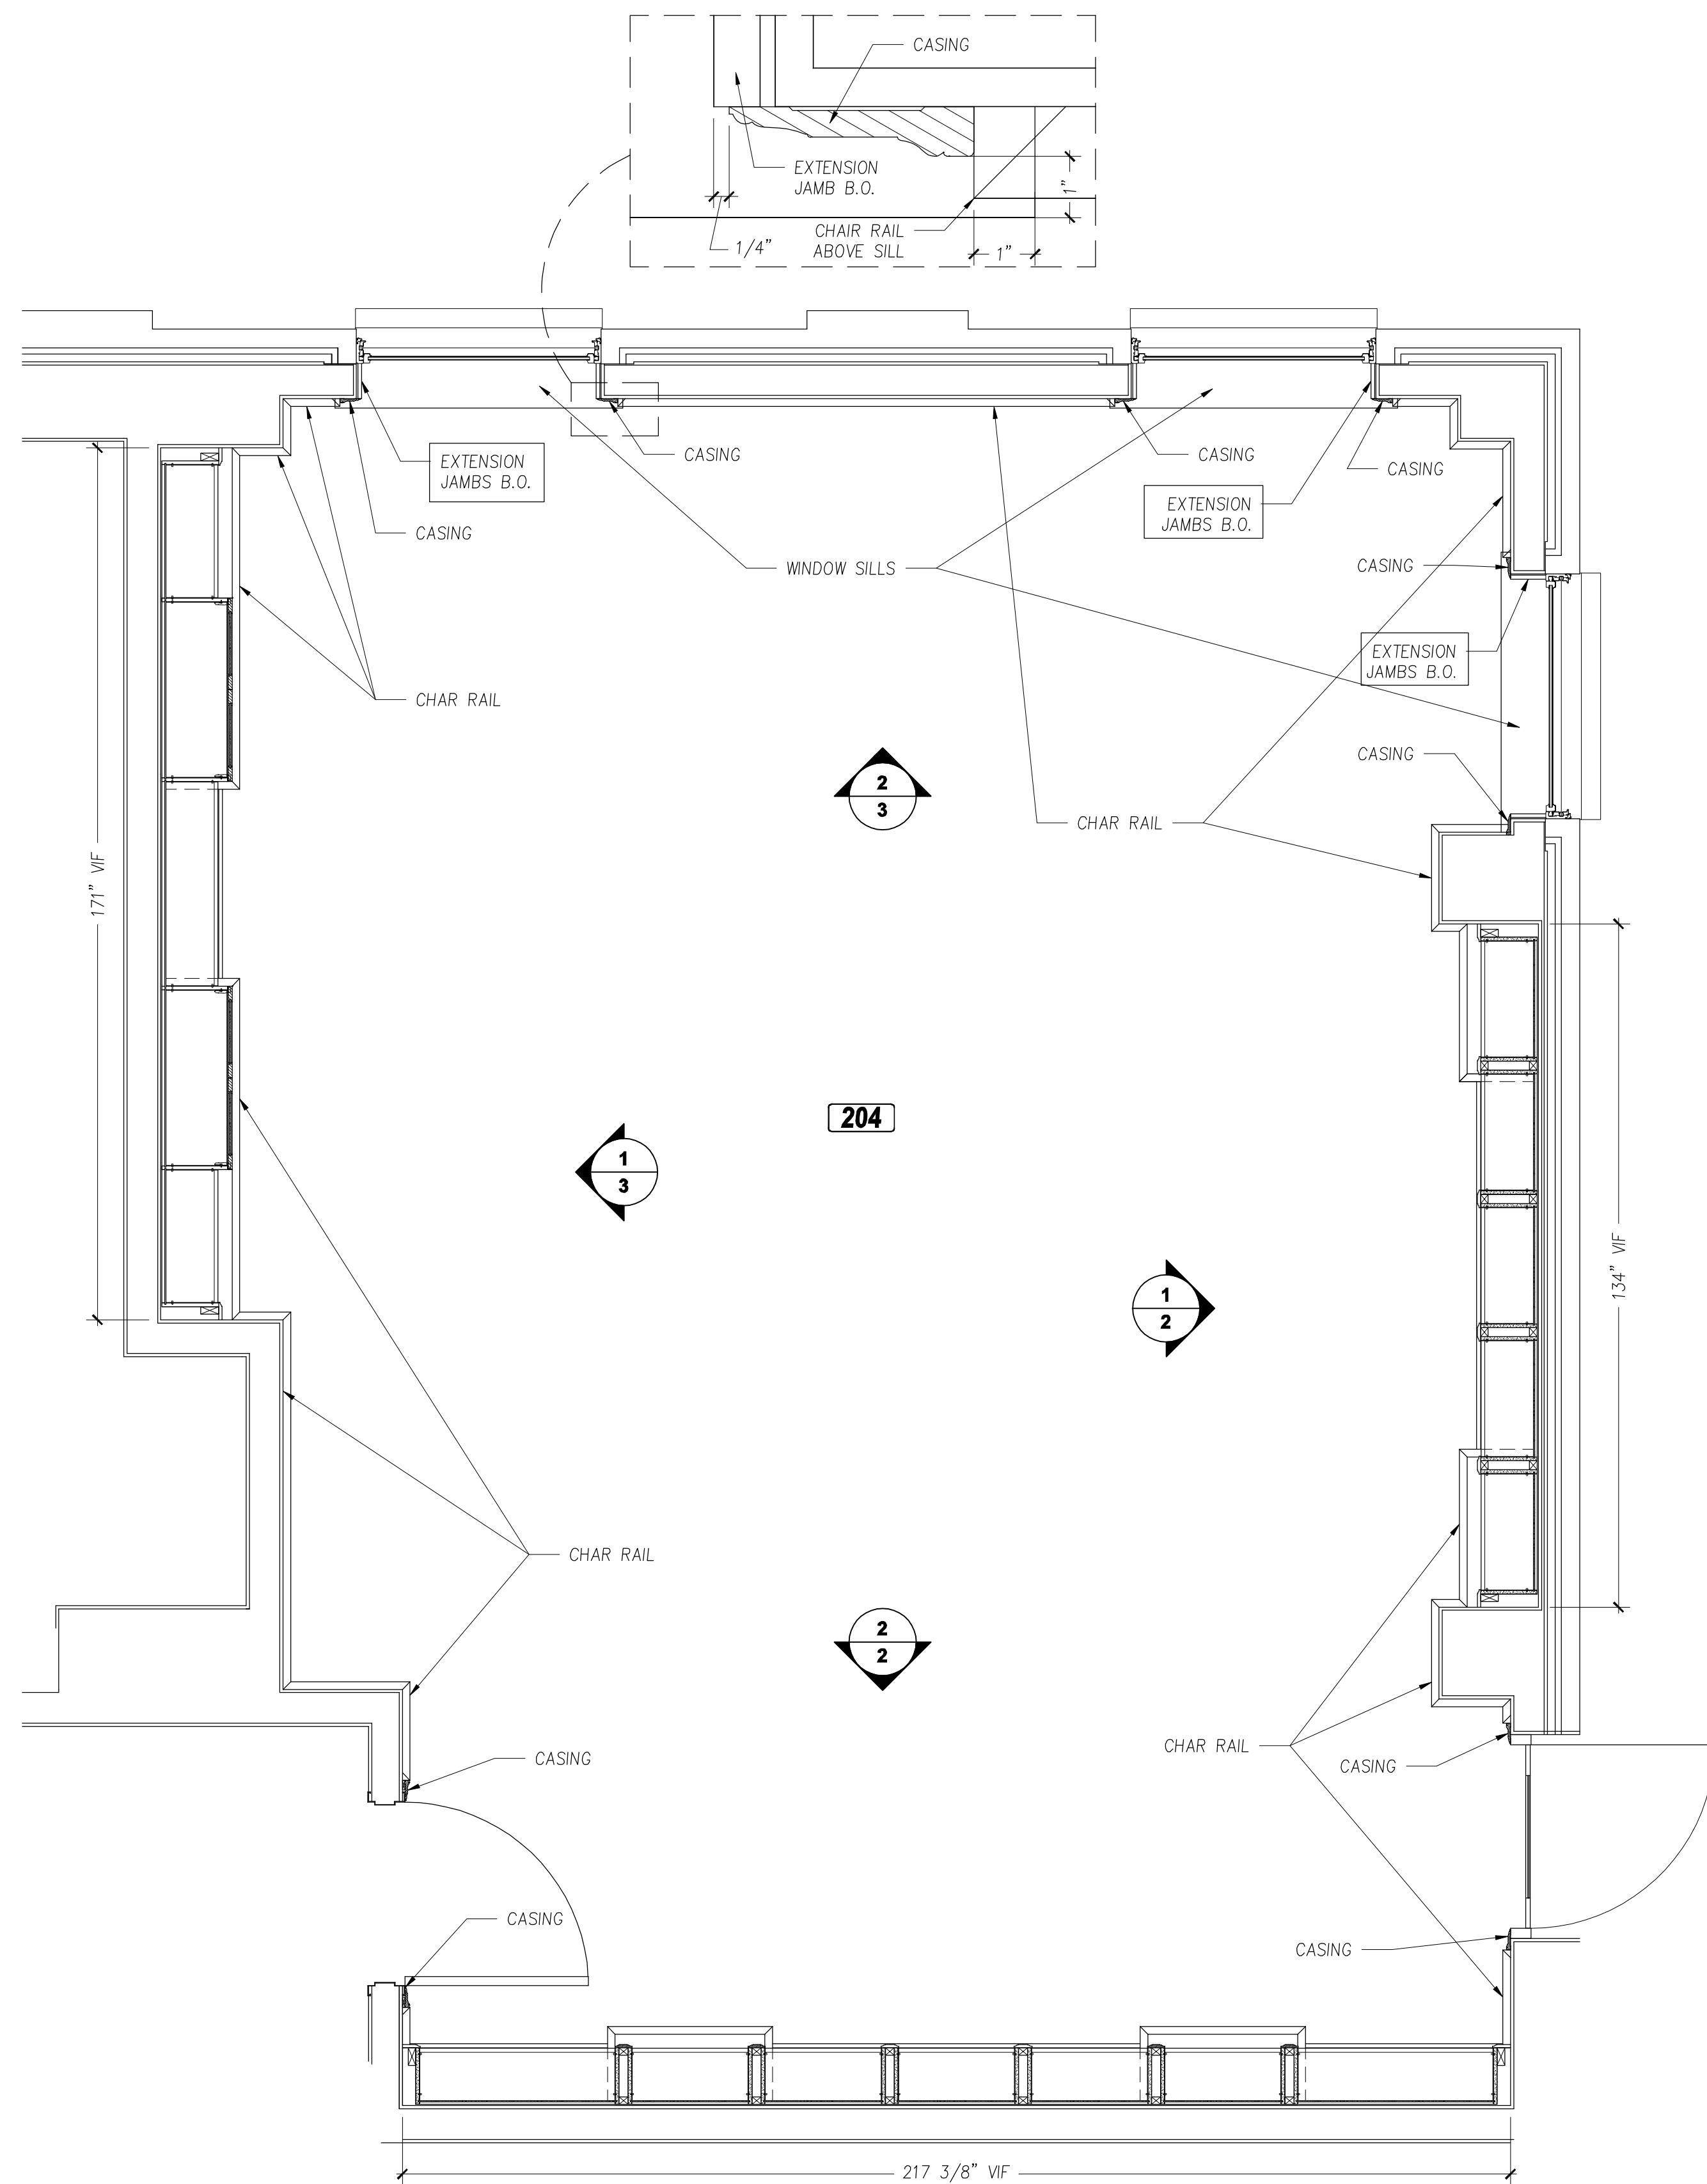 CASING
EXTENSION
JAMB B.O.
1"
CHAIR RAIL
ABOVE SILL
1/4"
1"
EXTENSION
JAMBS B.O.
CASING
CASING
CASING
EXTENSION
JAMBS B.O.
CASING
WINDOW SILLS
CASING
EXTENSION
JAMBS B.O.
CHAR RAIL
CASING
2
3
CHAR RAIL
171" VIF
204
1
3
134" VIF
1
2
CHAR RAIL
2
2
CHAR RAIL
CASING
CASING
CASING
CASING
217 3/8" VIF